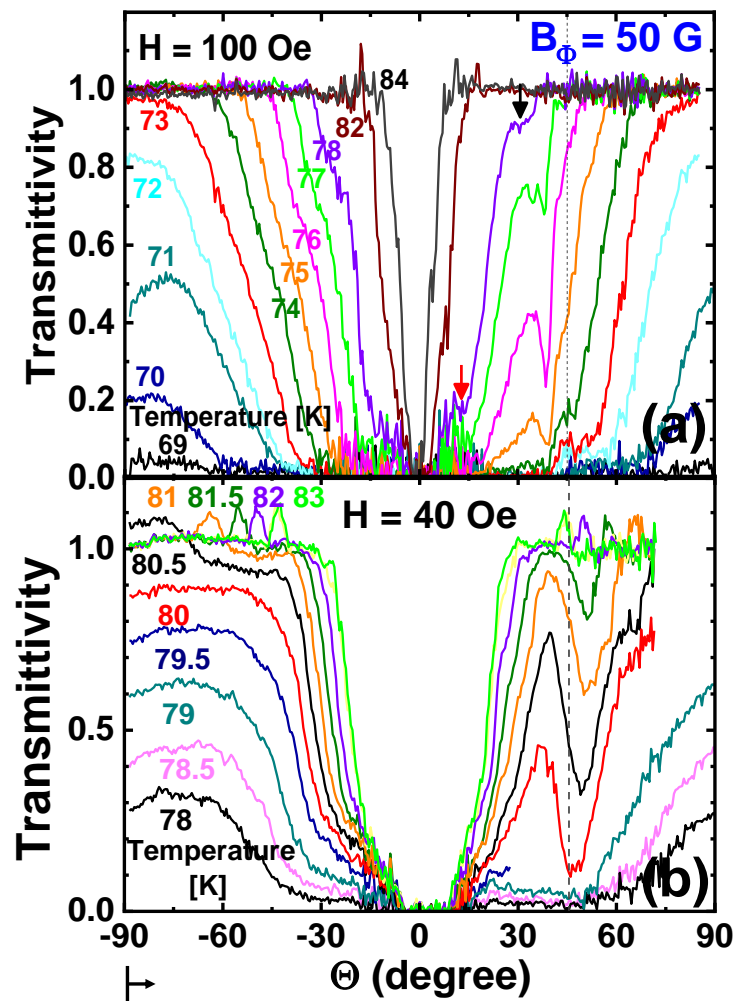 H = 100 Oe
B_Φ = 50 G
84
1.0
82
73
78
0.8
72
77
76
0.6
71
75
74
0.4
70
0.2
Temperature [K]
(a)
69
0.0
Transmittivity
81 81.5 82 83
H = 40 Oe
1.0
80.5
80
79.5
79
0.5
78.5
78
Temperature
[K]
(b)
0.0
Transmittivity
-90 -60 -30 0 30 60 90
Θ (degree)